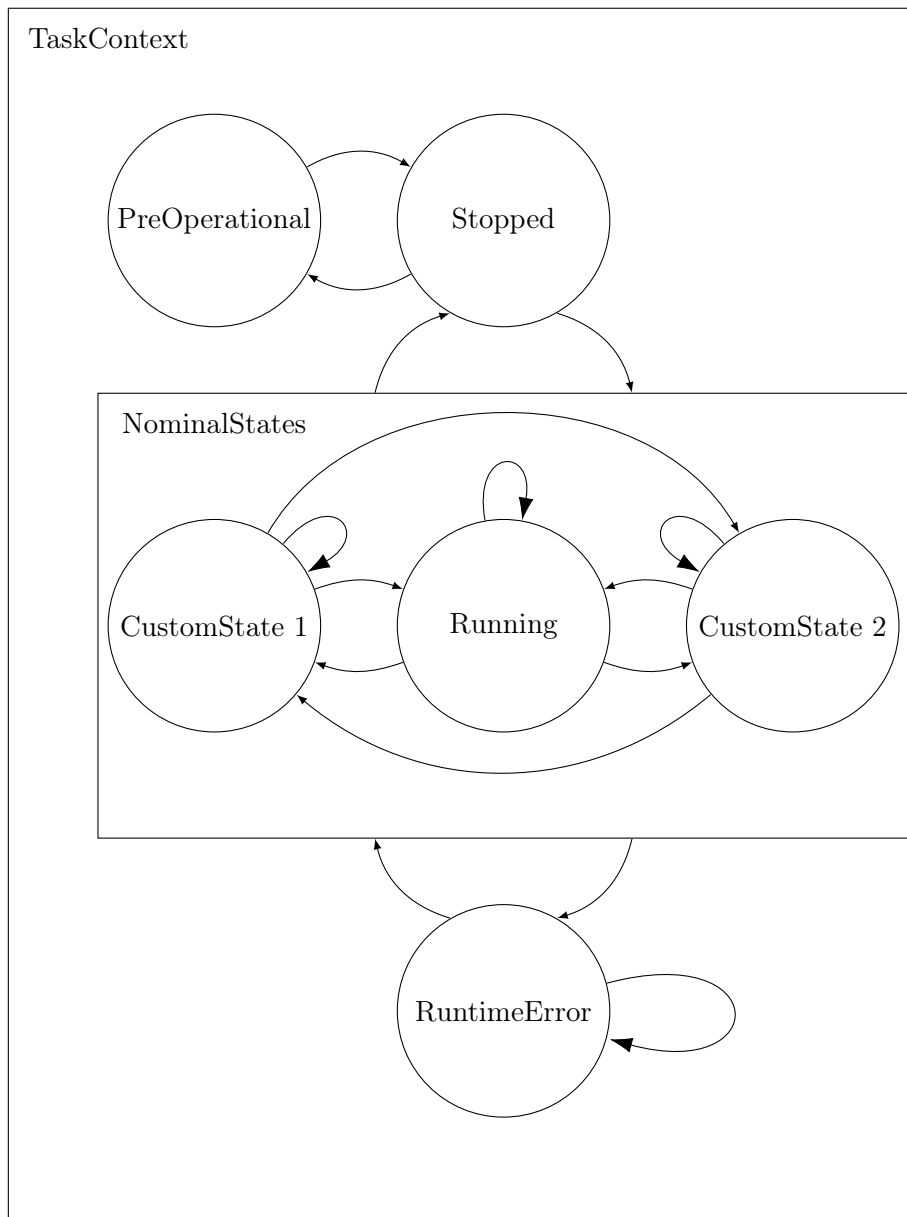 TaskContext
PreOperational
Stopped
NominalStates
CustomState 1
Running
CustomState 2
RuntimeError